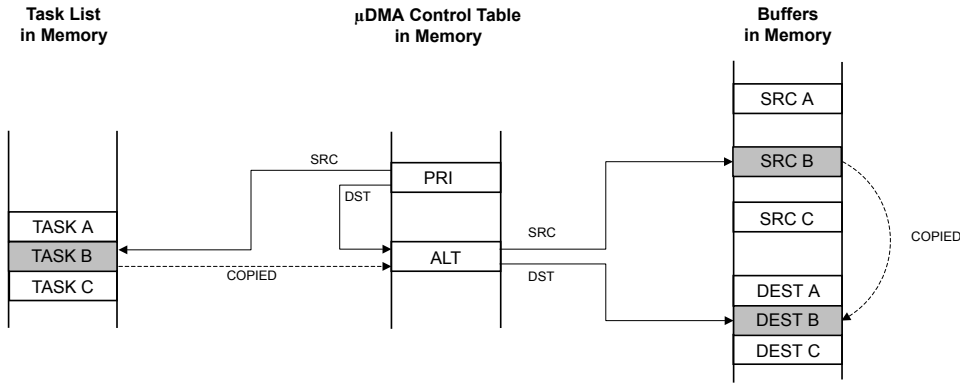 Task List
in Memory
µDMA Control Table
in Memory
Buffers
in Memory
SRC A
SRC
PRI
SRC B
DST
TASK A
SRC C
SRC
COPIED
TASK B
ALT
COPIED
DST
TASK C
DEST A
DEST B
DEST C